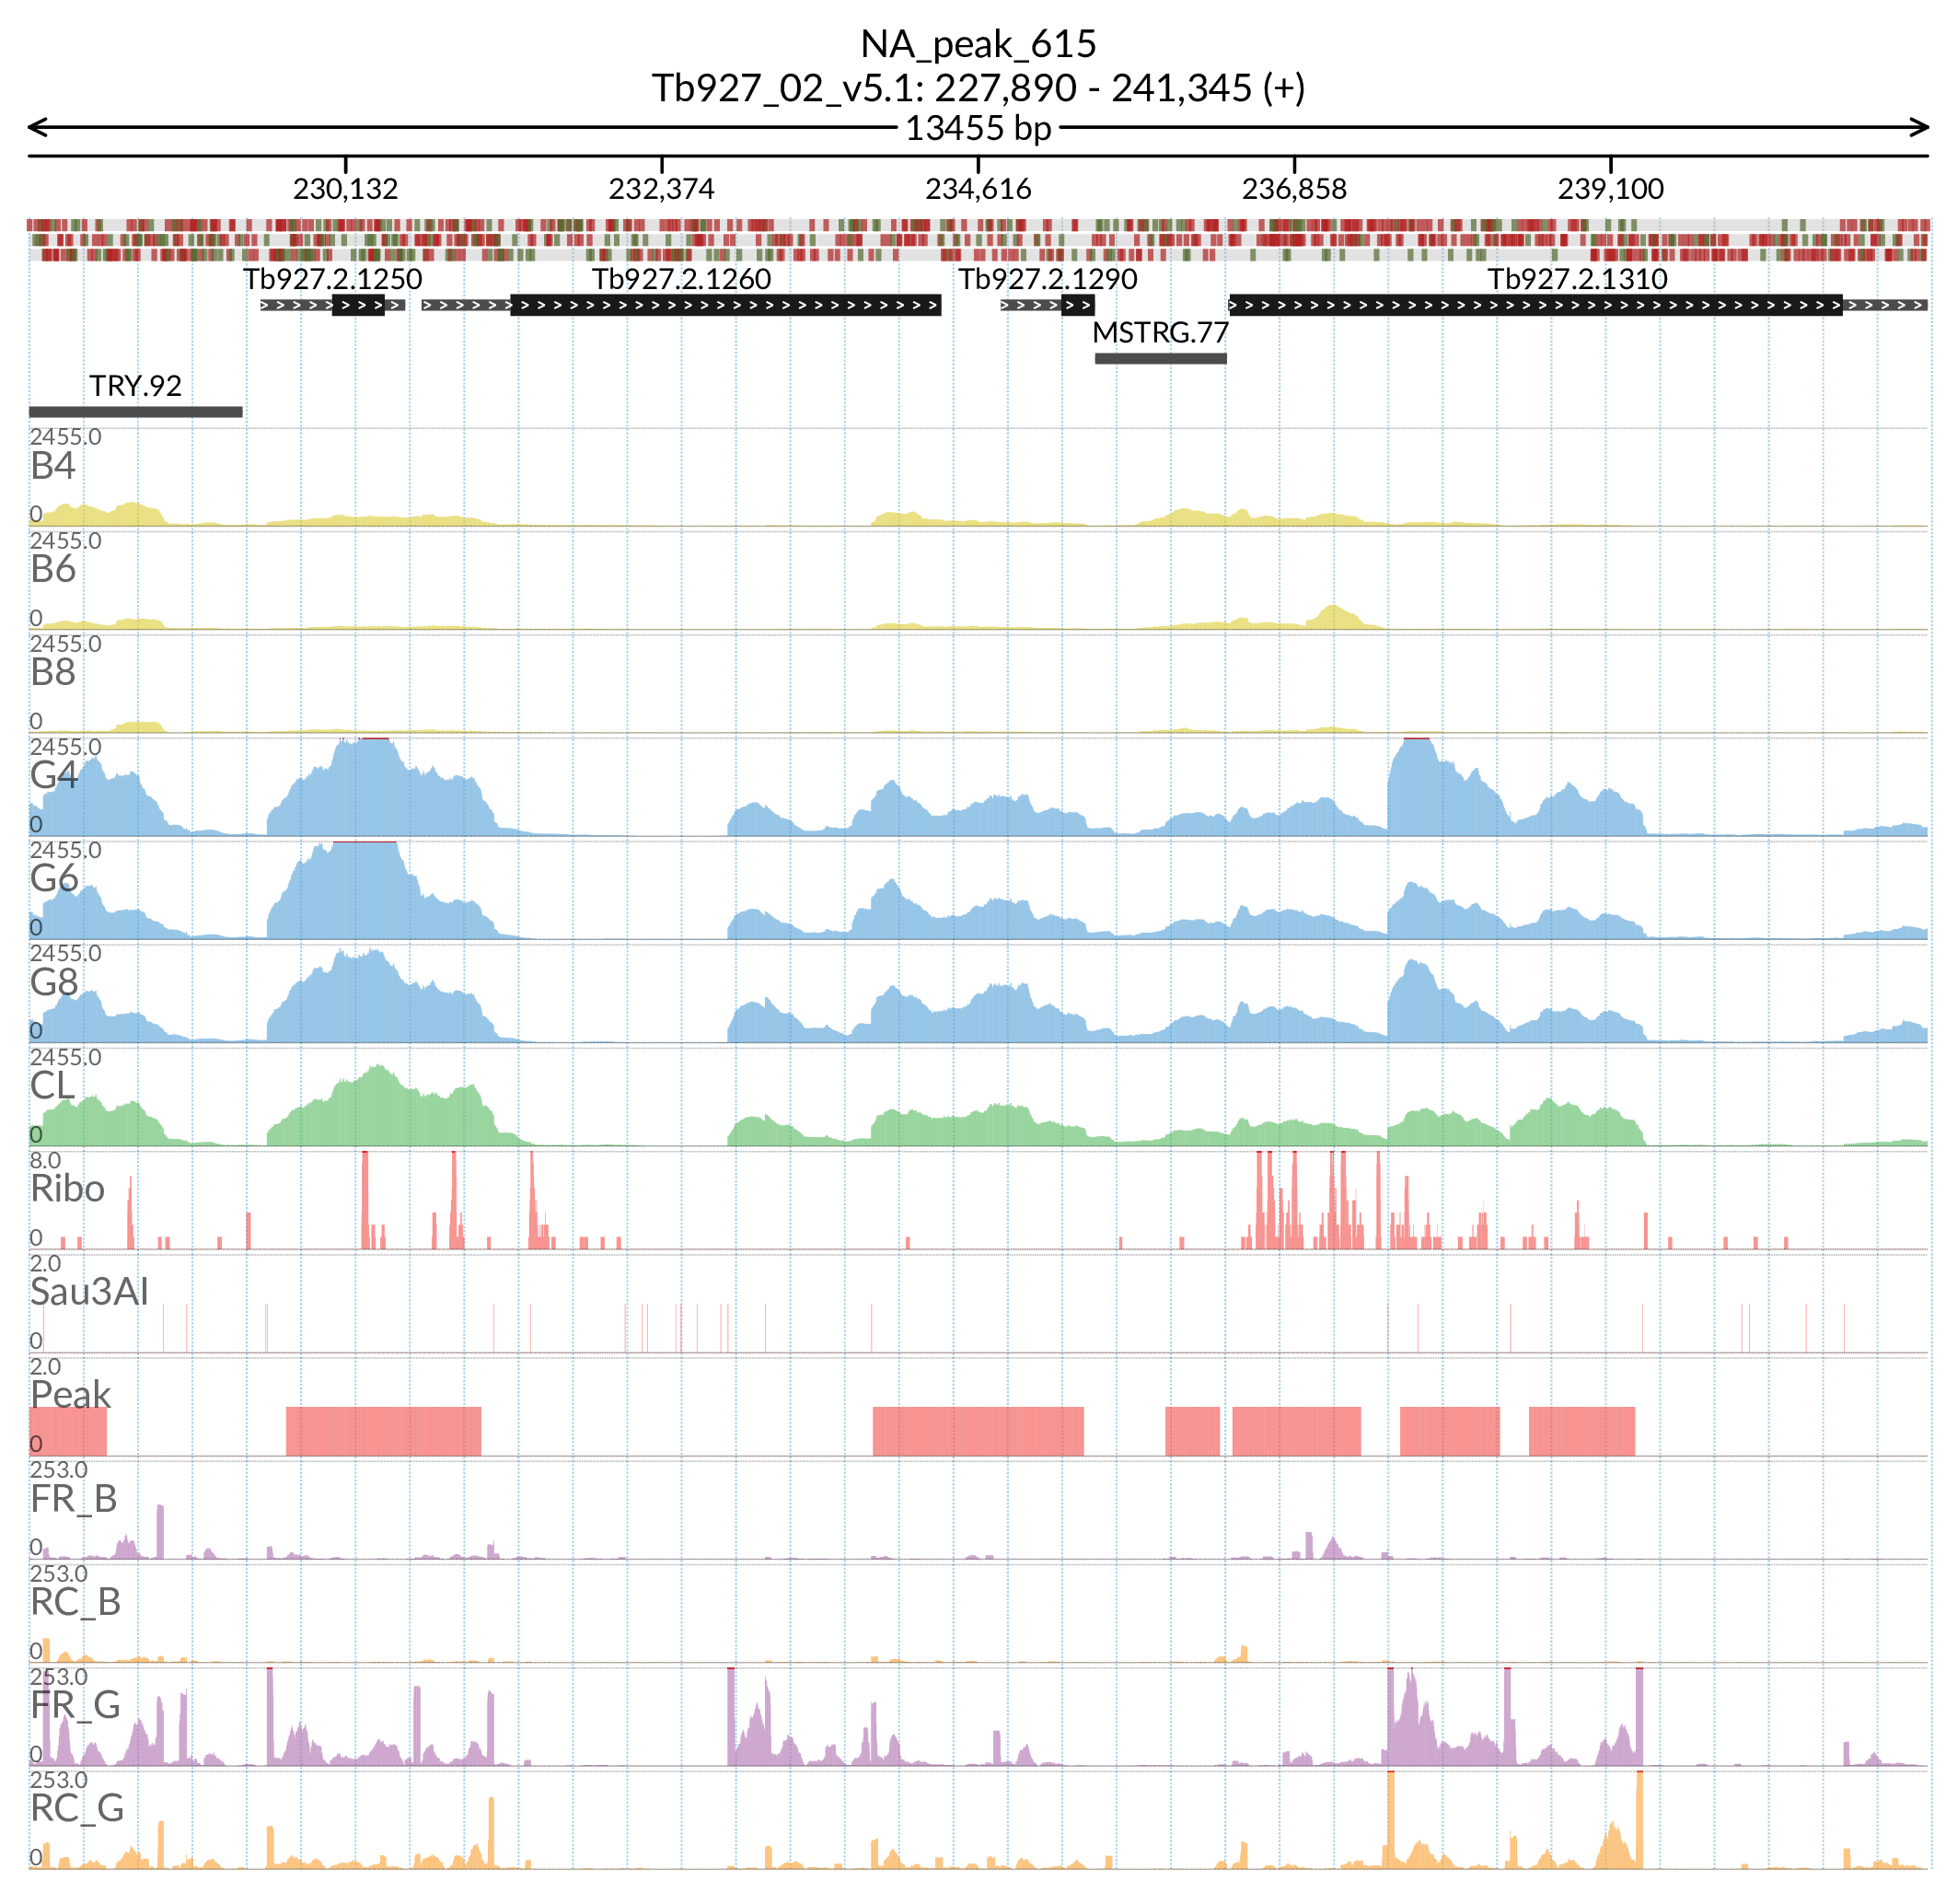 NA_peak_615
Tb927_02_v5.1: 227,890 - 241,345 (+)
13455 bp
230,132 232,374 234,616 236,858 239,100
Tb927.2.1250 Tb927.2.1260 Tb927.2.1290 Tb927.2.1310
MSTRG.77
TRY.92
2455.0
B4
0
2455.0
B6
0
2455.0
B8
0
2455.0
G4
0
2455.0
G6
0
2455.0
G8
0
2455.0
CL
0
8.0
Ribo
0
2.0
Sau3AI
0
2.0
Peak
0
253.0
FR_B
0
253.0
RC_B
0
253.0
FR_G
0
253.0
RC_G
0